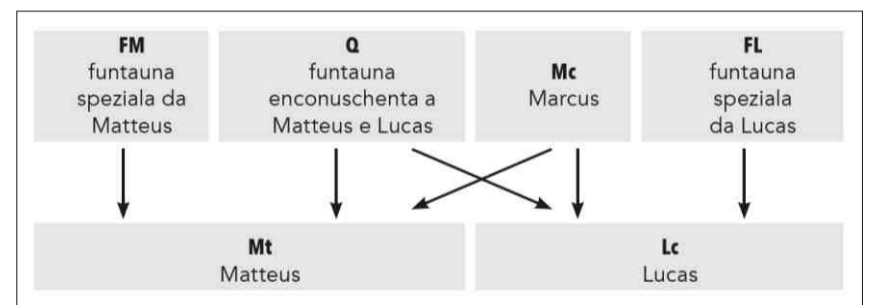 FM
funtauna
speziala da
Matteus
Q
funtauna
enconuschenta a
Matteus e Lucas
Mc
Marcus
FL
funtauna
speziala
da Lucas
Mt
Matteus
Lc
Lucas